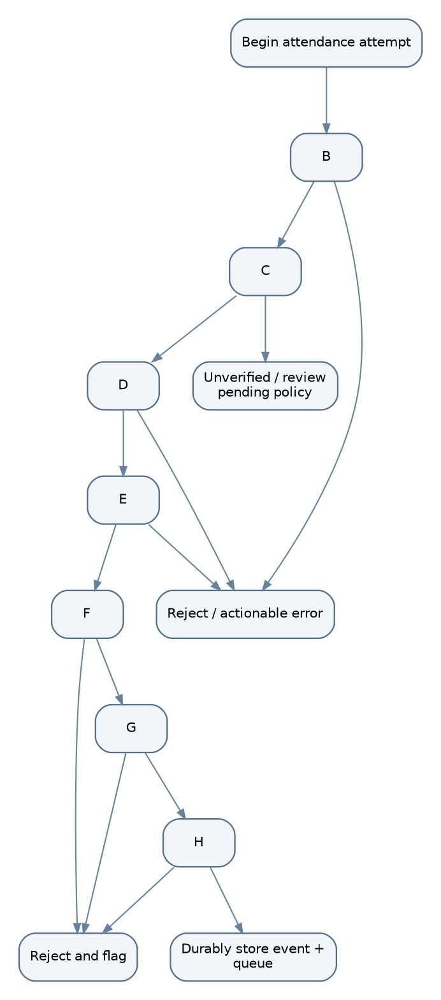 Begin attendance attempt
B
C
D
Unverified / review
pending policy
E
F
Reject / actionable error
G
H
Reject and flag
Durably store event +
queue